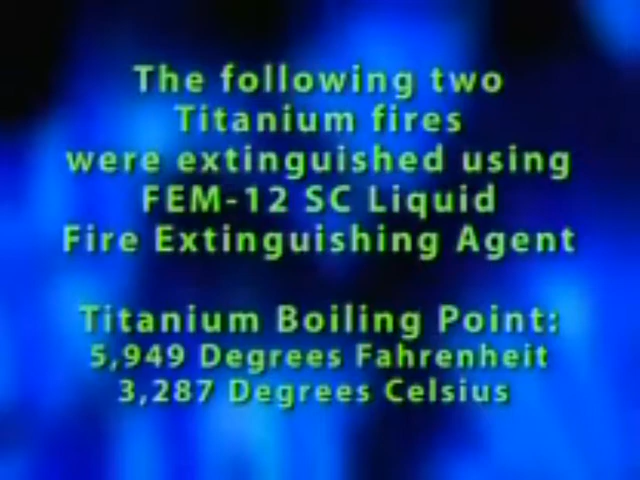 The following two
Titanium fires
were extinguished using
FEM-12 SC Liquid
Fire Extinguishing Agent
Titanium Boiling Point:
5,949 Degrees Fahrenheit
3,287 Degrees Celsius